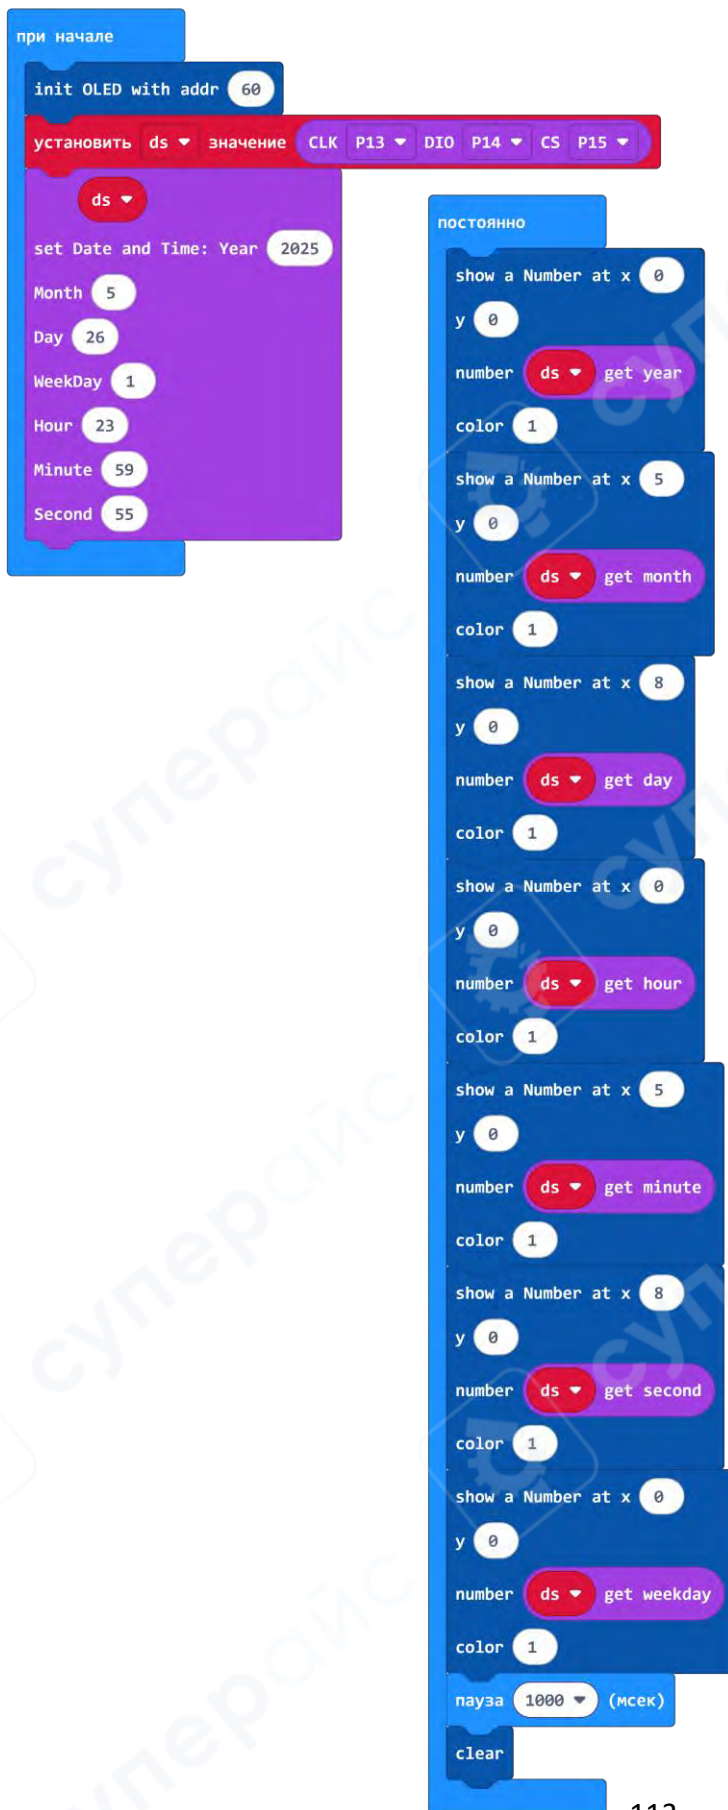 при начале
init OLED with addr 60
установить ds значение CLK P13 DIO P14 CS P15
ds
set Date and Time: Year 2025
Month 5
Day 26
WeekDay 1
Hour 23
Minute 59
Second 55
постоянно
show a Number at x 0
y 0
number ds get year
color 1
show a Number at x 5
y 0
number ds get month
color 1
show a Number at x 8
y 0
number ds get day
color 1
show a Number at x 0
y 0
number ds get hour
color 1
show a Number at x 5
y 0
number ds get minute
color 1
show a Number at x 8
y 0
number ds get second
color 1
show a Number at x 0
y 0
number ds get weekday
color 1
пауза 1000 (мсек)
clear
суперайс
суперайс